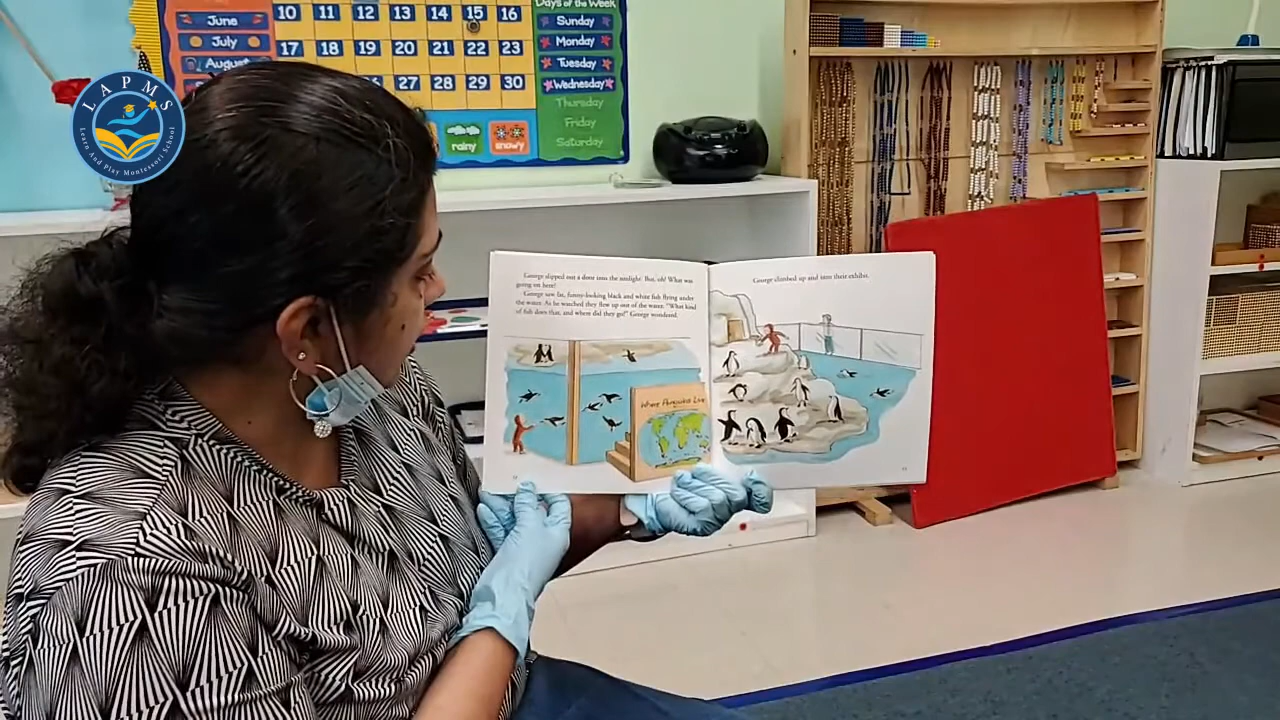 LAPMS
Learn And Play Montessori School
June
July
August
10 11 12 13 14 15 16
17 18 19 20 21 22 23
27 28 29 30
rainy
snowy
Days of the Week
Sunday
Monday
Tuesday
Wednesday
Thursday
Friday
Saturday
George slipped out a door into the sunlight. But, oh! What was
going on here?
George saw fat, funny-looking black and white fish flying under
the water. As he watched they flew up out of the water. "What kind
of fish does that, and where did they go?" George wondered.
Where Penguins Live
George climbed up and into their exhibit.